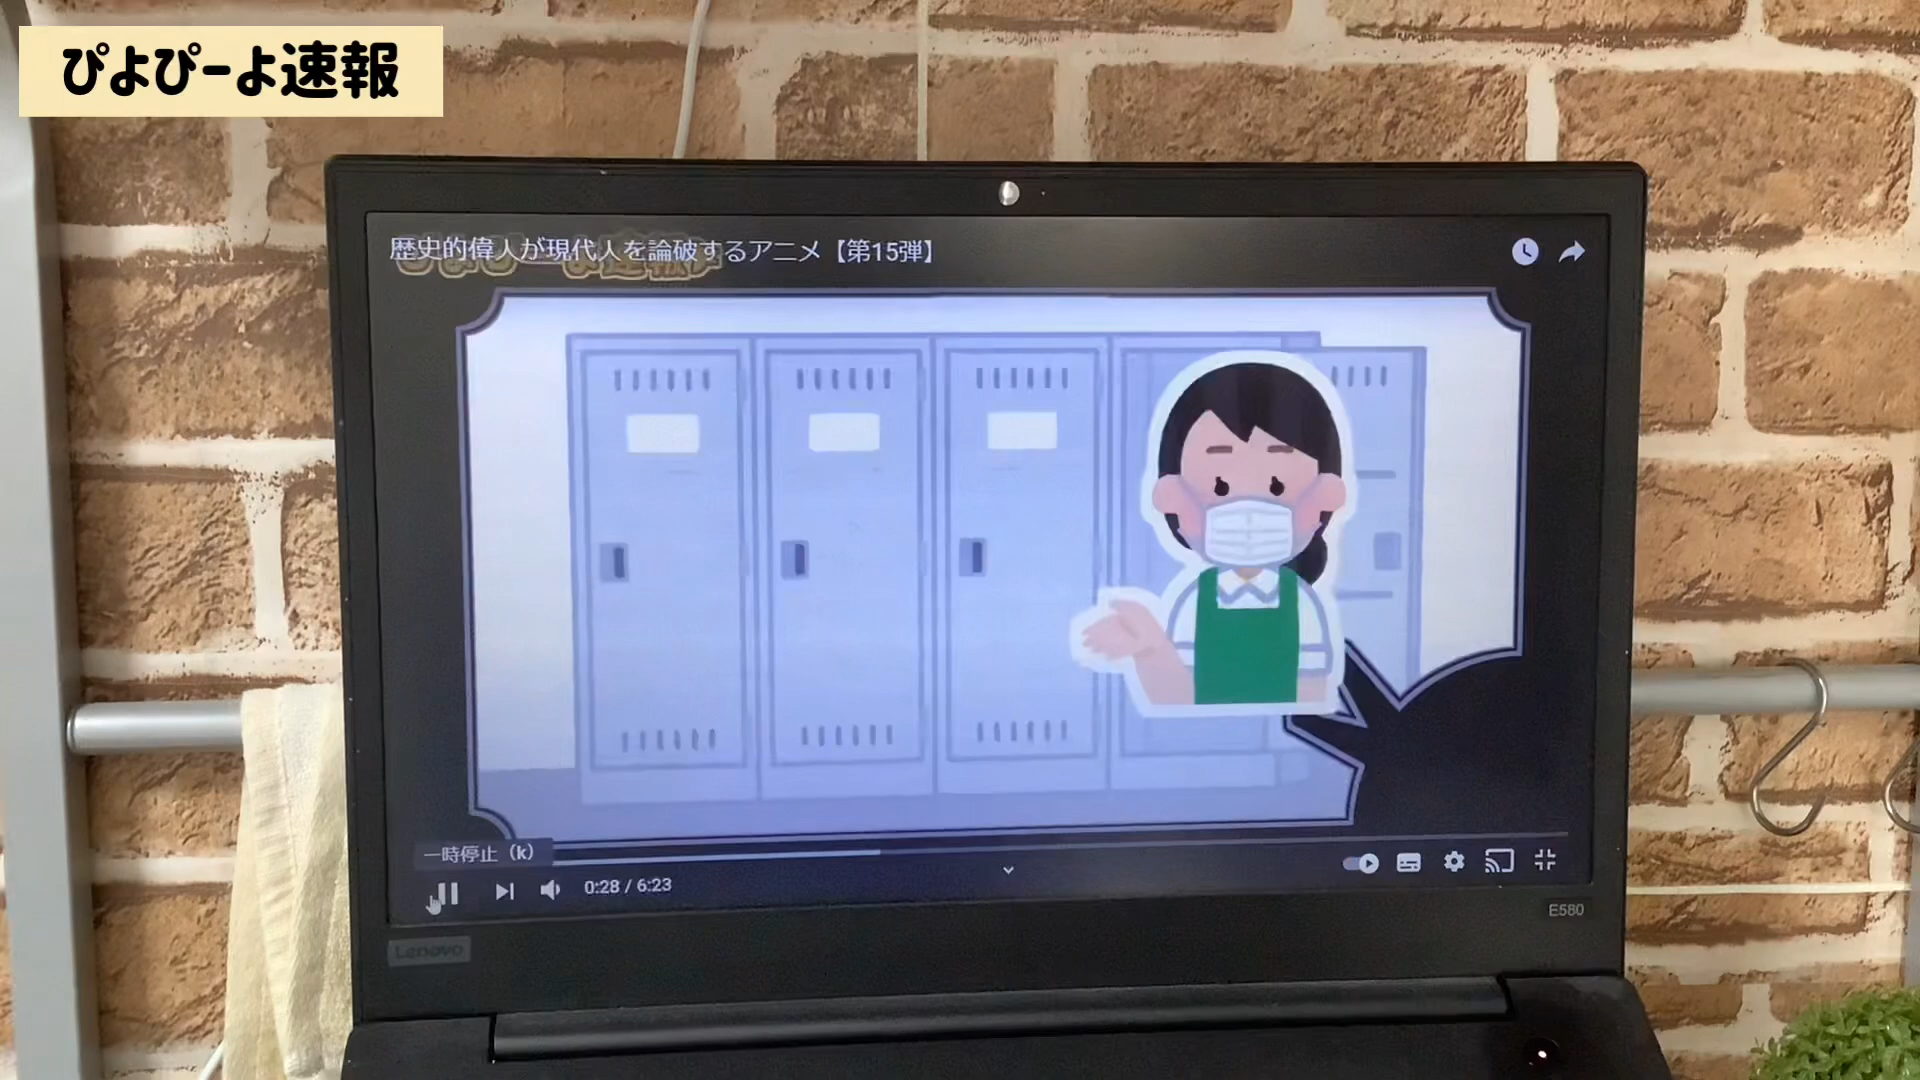 ぴよぴーよ速報
歴史的偉人が現代人を論破するアニメ【第15弾】
一時停止（k）
0:28 / 6:23
E580
Lenovo